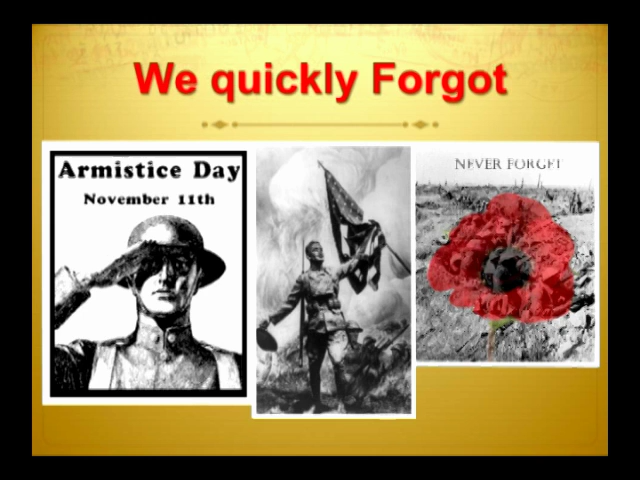 We quickly Forgot
Armistice Day
November 11th
NEVER FORGET